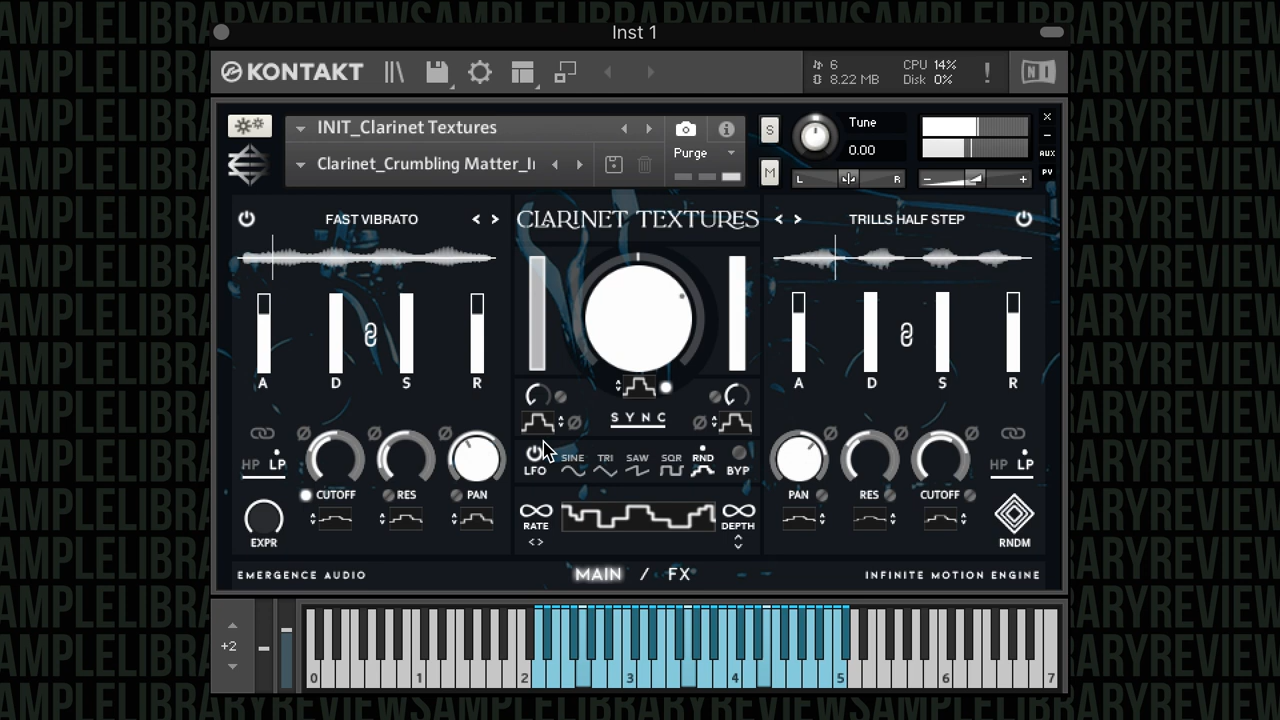 Inst 1
KONTAKT
6
8.22 MB
CPU 14%
Disk 0%
!
NI
INIT_Clarinet Textures
Clarinet_Crumbling Matter_Ir
Purge
S
M
Tune
0.00
L
R
-
+
×
-
AUX
PV
FAST VIBRATO
< >
CLARINET TEXTURES
< >
TRILLS HALF STEP
A
D
S
R
A
D
S
R
SYNC
HP LP
CUTOFF
RES
PAN
EXPR
LFO
SINE
TRI
SAW
SQR
RND
BYP
RATE
< >
DEPTH
PAN
RES
CUTOFF
HP LP
RNDM
EMERGENCE AUDIO
MAIN / FX
INFINITE MOTION ENGINE
+2
0 1 2 3 4 5 6 7
AMPLELIBRARYREVIEW